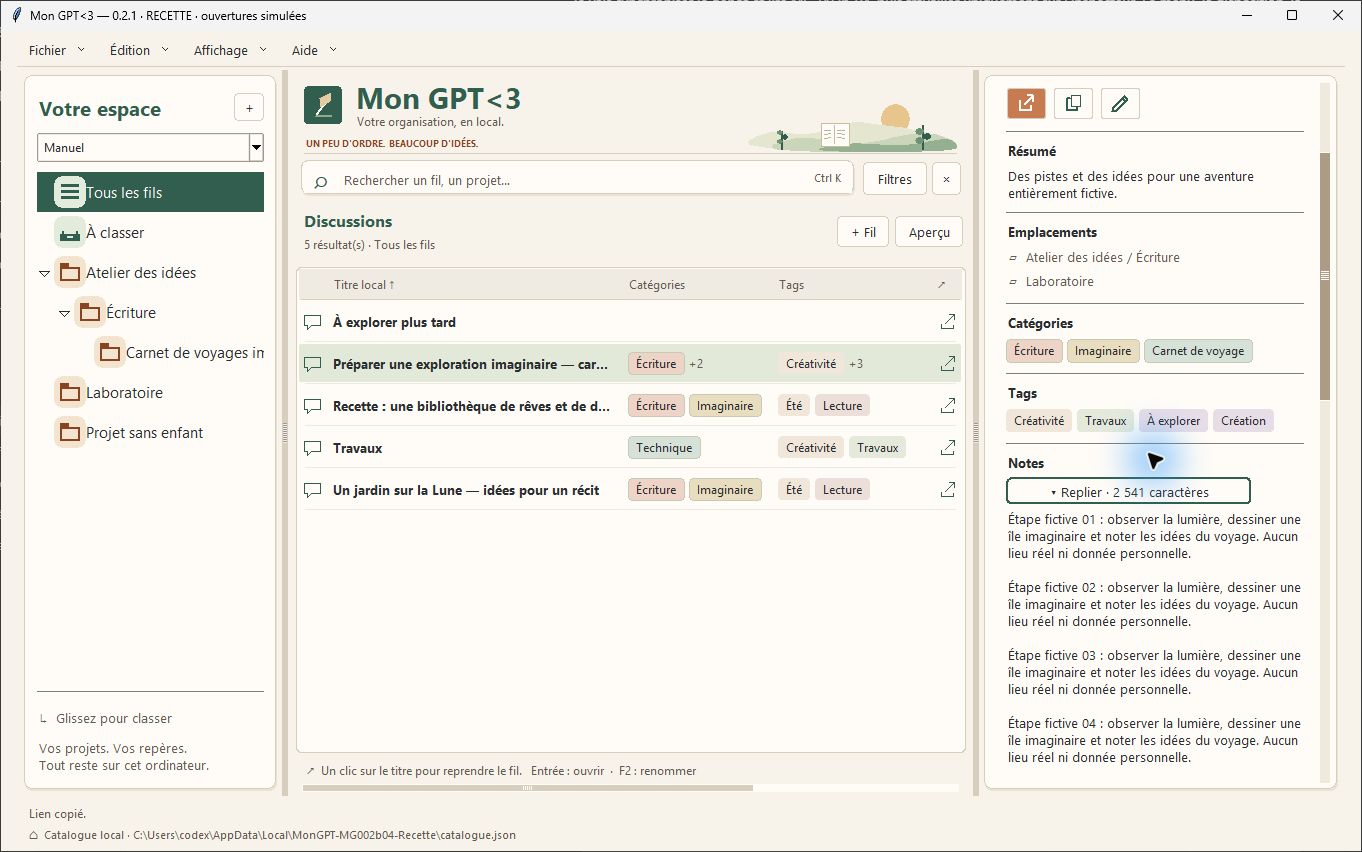 Mon GPT<3 — 0.2.1 · RECETTE · ouvertures simulées
Fichier
Édition
Affichage
Aide
Votre espace
+
Manuel
Tous les fils
À classer
Atelier des idées
Écriture
Carnet de voyages im
Laboratoire
Projet sans enfant
↳ Glissez pour classer
Vos projets. Vos repères.
Tout reste sur cet ordinateur.
Mon GPT<3
Votre organisation, en local.
UN PEU D'ORDRE. BEAUCOUP D'IDÉES.
Rechercher un fil, un projet... Ctrl K
Filtres
×
Discussions
5 résultat(s) · Tous les fils
+ Fil
Aperçu
Titre local ↑ Catégories Tags ↗
À explorer plus tard
Préparer une exploration imaginaire — car... Écriture +2 Créativité +3
Recette : une bibliothèque de rêves et de d... Écriture Imaginaire Été Lecture
Travaux Technique Créativité Travaux
Un jardin sur la Lune — idées pour un récit Écriture Imaginaire Été Lecture
↗ Un clic sur le titre pour reprendre le fil. Entrée : ouvrir · F2 : renommer
Résumé
Des pistes et des idées pour une aventure
entièrement fictive.
Emplacements
▱ Atelier des idées / Écriture
▱ Laboratoire
Catégories
Écriture Imaginaire Carnet de voyage
Tags
Créativité Travaux À explorer Création
Notes
▾ Replier · 2 541 caractères
Étape fictive 01 : observer la lumière, dessiner une
île imaginaire et noter les idées du voyage. Aucun
lieu réel ni donnée personnelle.
Étape fictive 02 : observer la lumière, dessiner une
île imaginaire et noter les idées du voyage. Aucun
lieu réel ni donnée personnelle.
Étape fictive 03 : observer la lumière, dessiner une
île imaginaire et noter les idées du voyage. Aucun
lieu réel ni donnée personnelle.
Étape fictive 04 : observer la lumière, dessiner une
île imaginaire et noter les idées du voyage. Aucun
lieu réel ni donnée personnelle.
Lien copié.
⌂ Catalogue local · C:\Users\codex\AppData\Local\MonGPT-MG002b04-Recette\catalogue.json